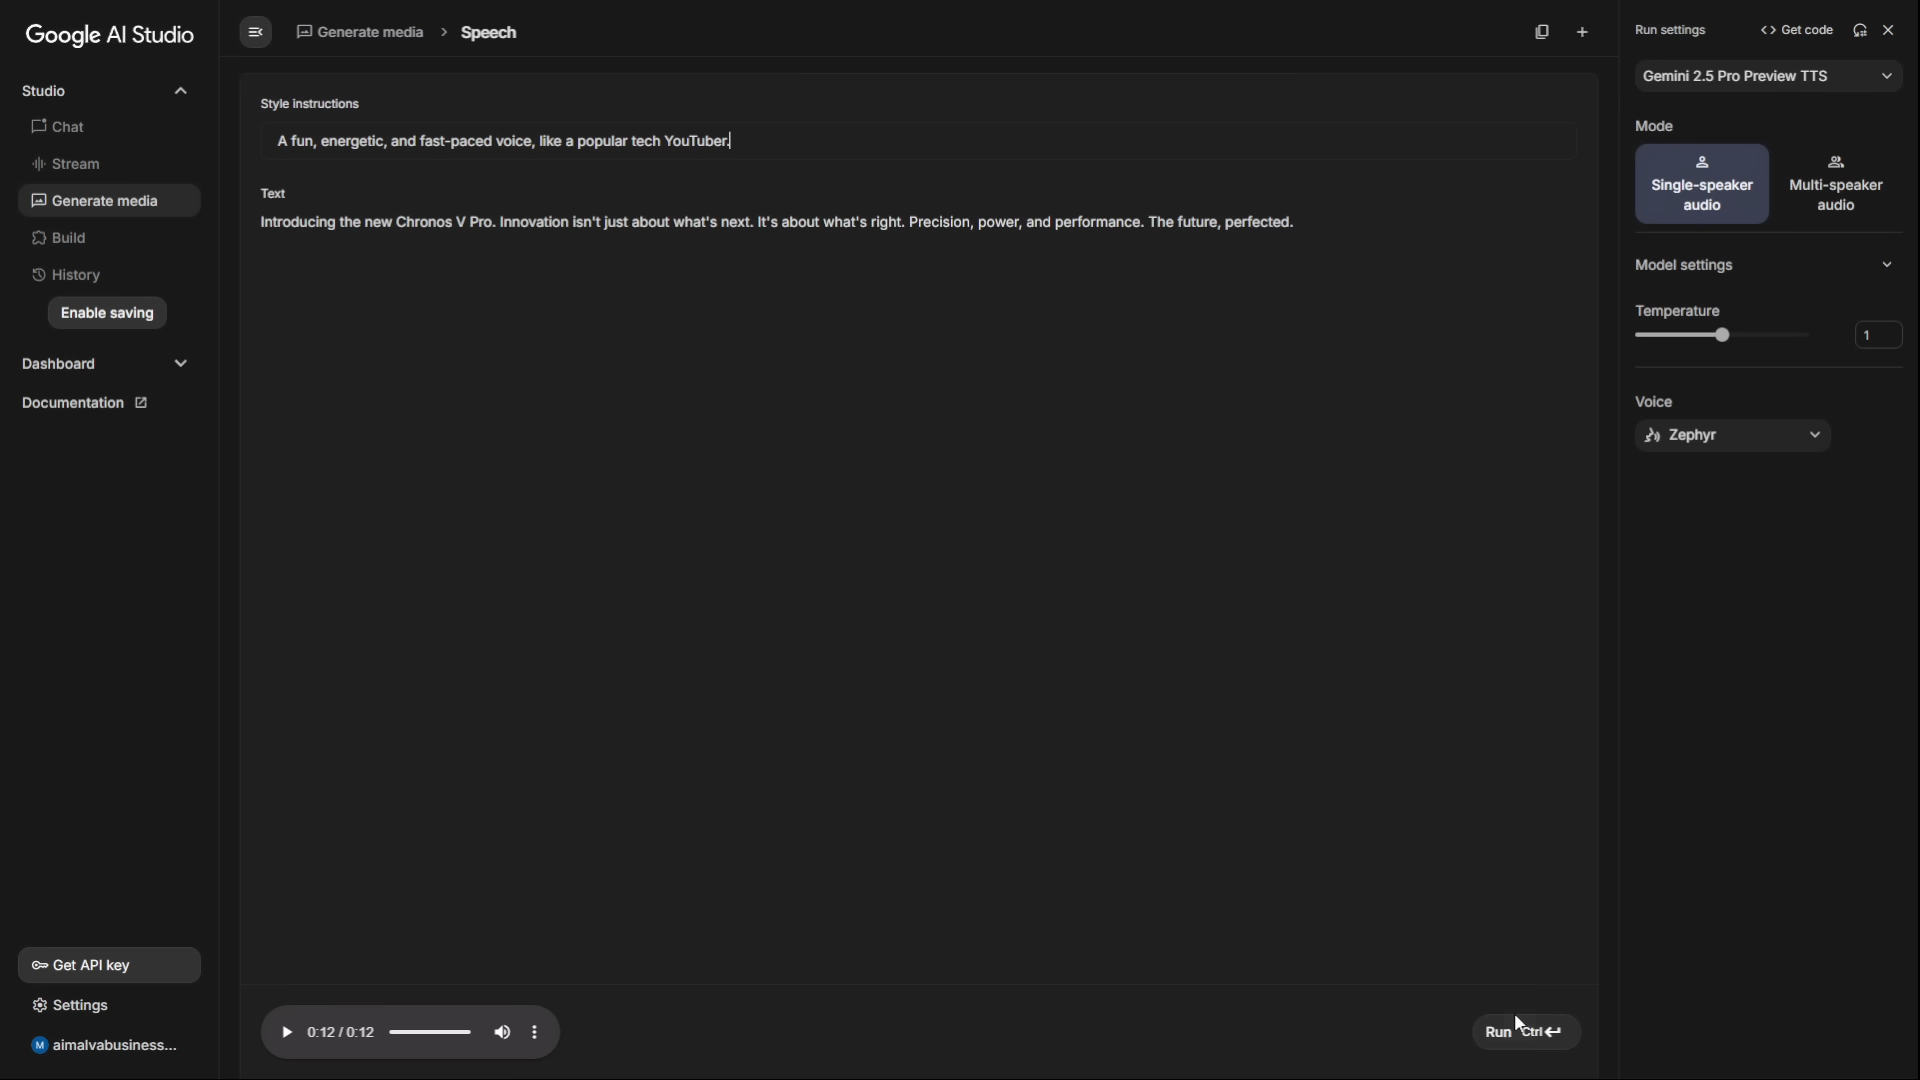 Google AI Studio
Studio
Chat
Stream
Generate media
Build
History
Enable saving
Dashboard
Documentation
Get API key
Settings
M aimalvabusiness...
Generate media > Speech
Style instructions
A fun, energetic, and fast-paced voice, like a popular tech YouTuber.
Text
Introducing the new Chronos V Pro. Innovation isn't just about what's next. It's about what's right. Precision, power, and performance. The future, perfected.
0:12 / 0:12
Run Ctrl
Run settings
<> Get code
Gemini 2.5 Pro Preview TTS
Mode
Single-speaker audio
Multi-speaker audio
Model settings
Temperature
1
Voice
Zephyr